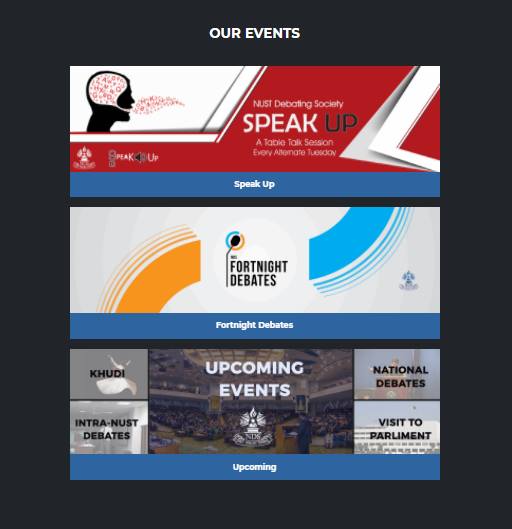 OUR EVENTS
NUST Debating Society
SPEAK UP
A Table Talk Session
Every Alternate Tuesday
SPEAK UP
Speak Up
NDS
FORTNIGHT
DEBATES
Fortnight Debates
KHUDI
UPCOMING
EVENTS
NATIONAL
DEBATES
INTRA-NUST
DEBATES
NDS
VISIT TO
PARLIMENT
Upcoming